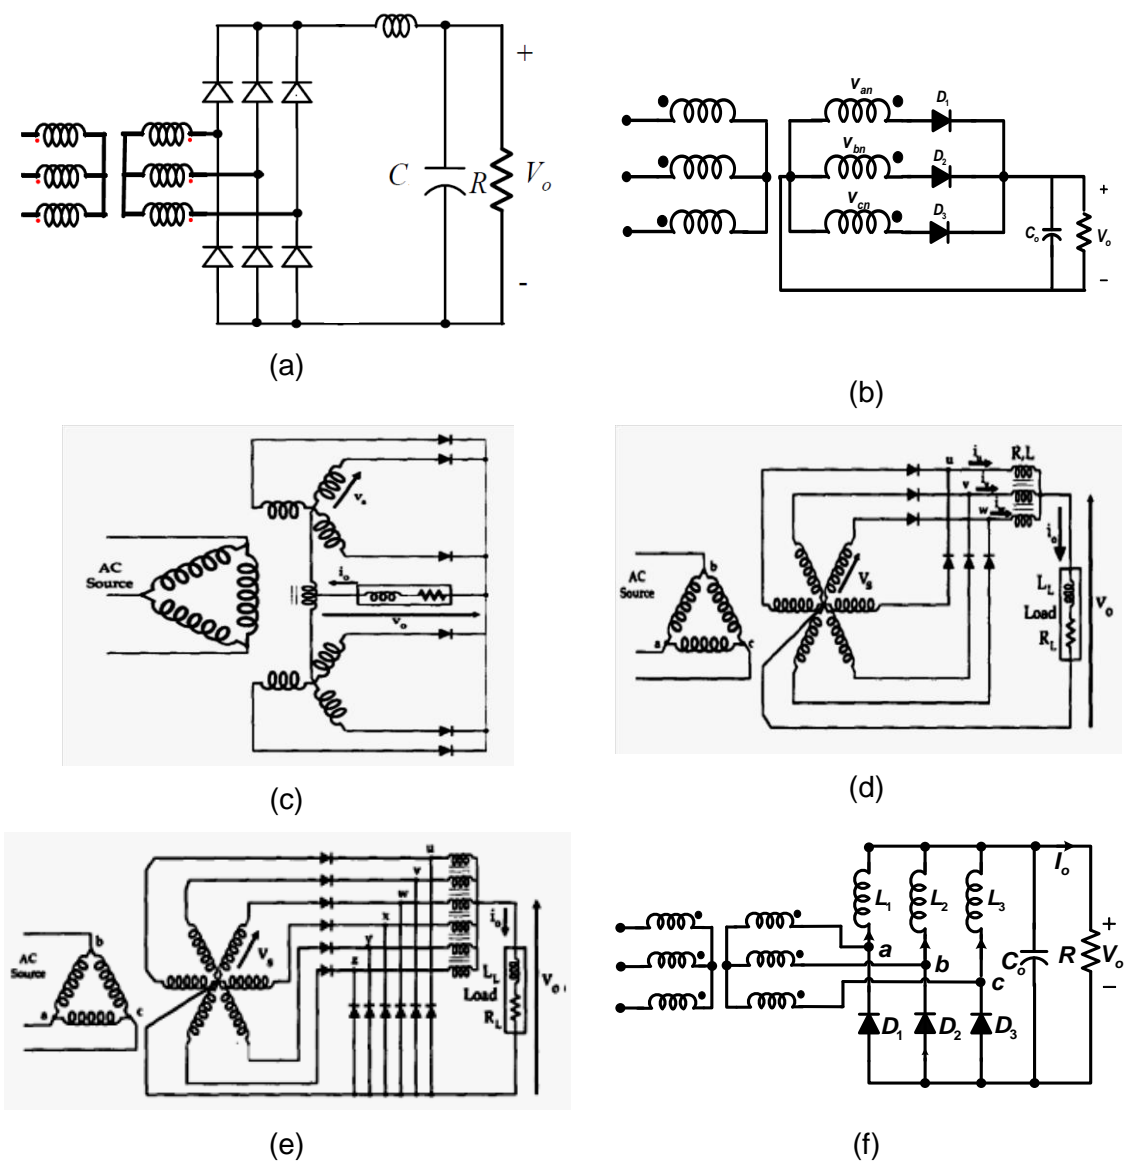 C
R
V_o
+
-
(a)
V_an
D_1
V_bn
D_2
V_cn
D_3
C_o
+
V_o
–
(b)
AC
Source
v_s
i_o
v_o
(c)
AC
Source
b
a
c
V_s
u
v
w
i_u
R,L
i_o
L_L
Load
R_L
V_o
(d)
AC
Source
b
a
c
V_s
u
v
w
x
y
z
i_o
L_L
Load
R_L
V_o
(e)
L_1
L_2
L_3
I_o
a
b
c
C_o
R
+
V_o
–
D_1
D_2
D_3
(f)